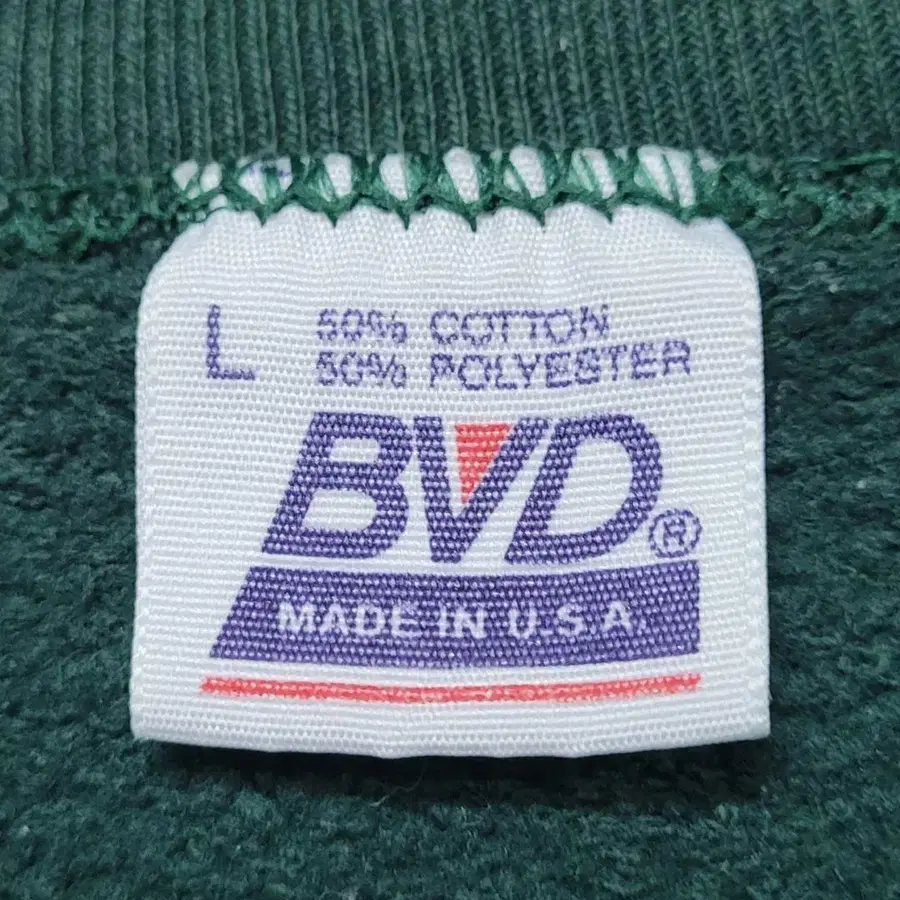 L 50% COTTON
50% POLYESTER
BVD®
MADE IN U.S.A.